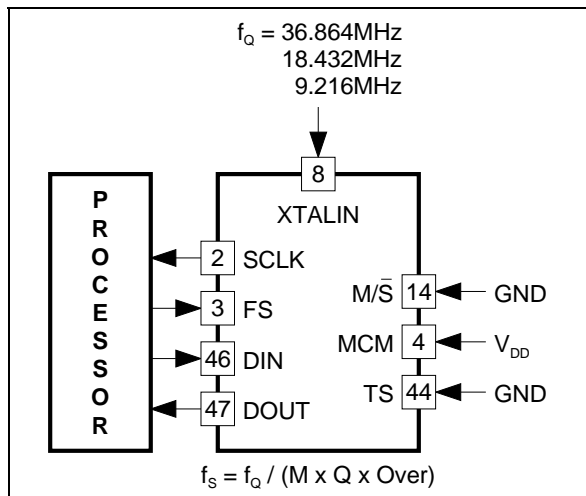 f_Q = 36.864MHz
18.432MHz
9.216MHz
8
XTALIN
PROCESSOR
2 SCLK
3 FS
46 DIN
47 DOUT
M/S̄ 14 GND
MCM 4 V_DD
TS 44 GND
f_S = f_Q / (M x Q x Over)